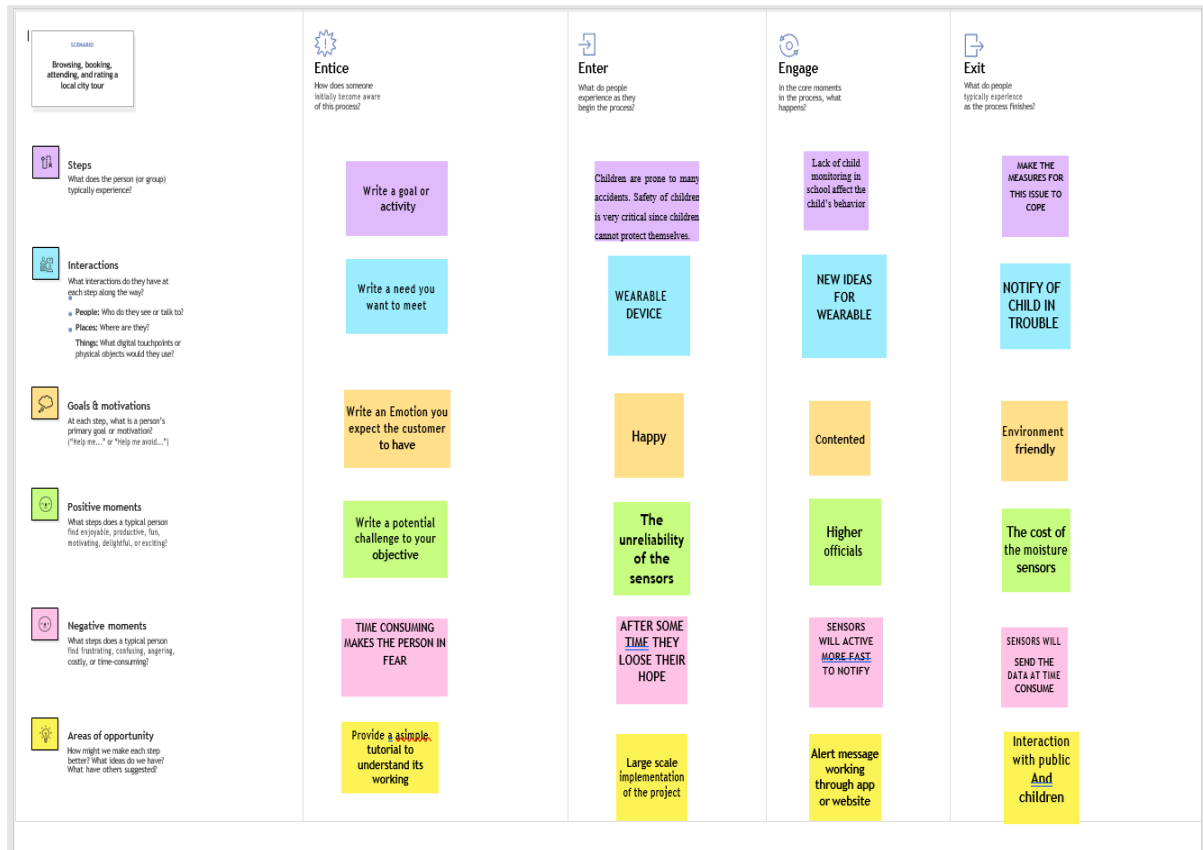 SCENARIO
Browsing, booking,
attending, and rating a
local city tour
Entice
How does someone
initially become aware
of this process?
Enter
What do people
experience as they
begin the process?
Engage
In the core moments
in the process, what
happens?
Exit
What do people
typically experience
as the process finishes?
Steps
What does the person (or group)
typically experience?
Write a goal or
activity
Children are prone to many
accidents. Safety of children
is very critical since children
cannot protect themselves.
Lack of child
monitoring in
school affect the
child's behavior
MAKE THE
MEASURES FOR
THIS ISSUE TO
COPE
Interactions
What interactions do they have at
each step along the way?
People: Who do they see or talk to?
Places: Where are they?
Things: What digital touchpoints or
physical objects would they use?
Write a need you
want to meet
WEARABLE
DEVICE
NEW IDEAS
FOR
WEARABLE
NOTIFY OF
CHILD IN
TROUBLE
Goals & motivations
At each step, what is a person's
primary goal or motivation?
("Help me..." or "Help me avoid...")
Write an Emotion you
expect the customer
to have
Happy
Contented
Environment
friendly
Positive moments
What steps does a typical person
find enjoyable, productive, fun,
motivating, delightful, or exciting?
Write a potential
challenge to your
objective
The
unreliability
of the
sensors
Higher
officials
The cost of
the moisture
sensors
Negative moments
What steps does a typical person
find frustrating, confusing, angering,
costly, or time-consuming?
TIME CONSUMING
MAKES THE PERSON IN
FEAR
AFTER SOME
TIME THEY
LOOSE THEIR
HOPE
SENSORS
WILL ACTIVE
MORE FAST
TO NOTIFY
SENSORS WILL
SEND THE
DATA AT TIME
CONSUME
Areas of opportunity
How might we make each step
better? What ideas do we have?
What have others suggested?
Provide a asimple
tutorial to
understand its
working
Large scale
implementation
of the project
Alert message
working
through app
or website
Interaction
with public
And
children